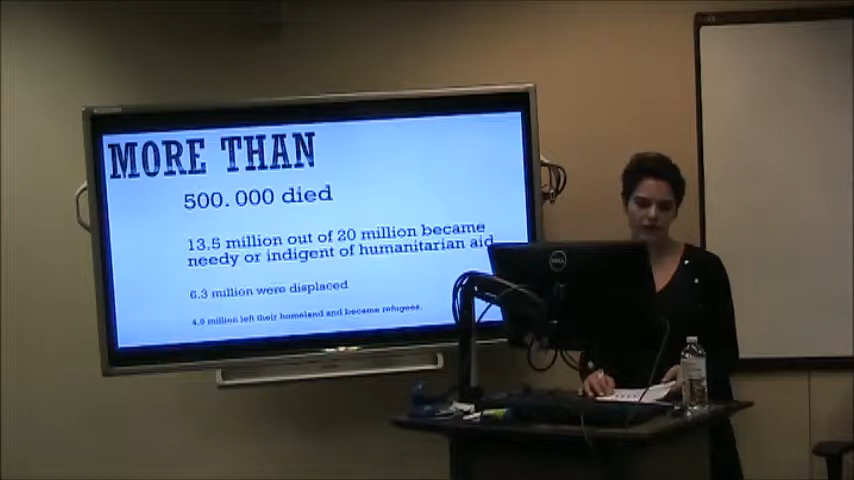 MORE THAN
500.000 died
13.5 million out of 20 million became
needy or indigent of humanitarian aid
6.3 million were displaced
4.9 million left their homeland and became refugees.
DELL